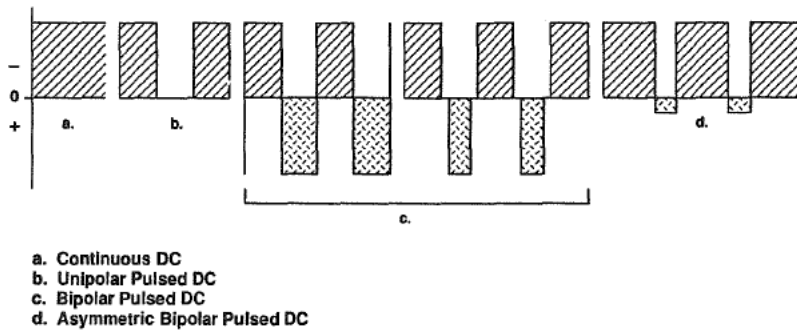 −
0
+
a.
b.
d.
c.
a. Continuous DC
b. Unipolar Pulsed DC
c. Bipolar Pulsed DC
d. Asymmetric Bipolar Pulsed DC